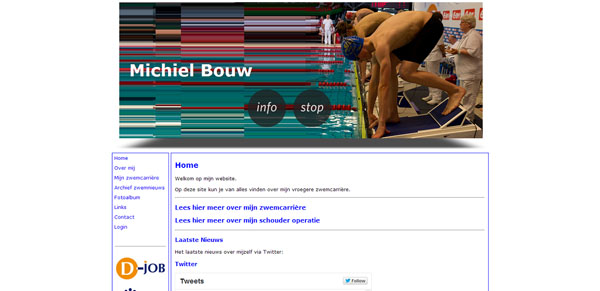 Michiel Bouw
info stop
Home
Over mij
Mijn zwemcarrière
Archief zwemnieuws
Fotoalbum
Links
Contact
Login
D-JOB
Home
Welkom op mijn website.
Op deze site kun je van alles vinden over mijn vroegere zwemcarrière.
Lees hier meer over mijn zwemcarrière
Lees hier meer over mijn schouder operatie
Laatste Nieuws
Het laatste nieuws over mijzelf via Twitter:
Twitter
Tweets Follow